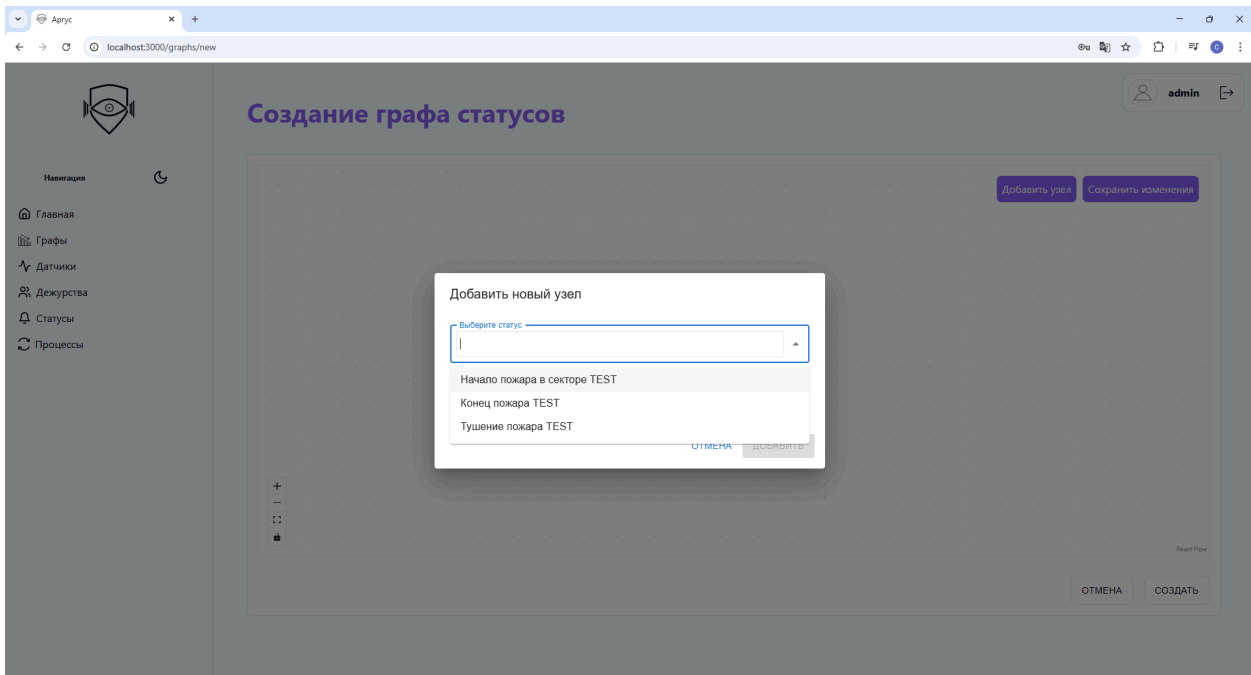 Аргус
localhost:3000/graphs/new
C
admin
Создание графа статусов
Навигация
Главная
Графы
Датчики
Дежурства
Статусы
Процессы
Добавить узел
Сохранить изменения
Добавить новый узел
Выберите статус
Начало пожара в секторе TEST
Конец пожара TEST
Тушение пожара TEST
ОТМЕНА
ДОБАВИТЬ
React Flow
ОТМЕНА
СОЗДАТЬ